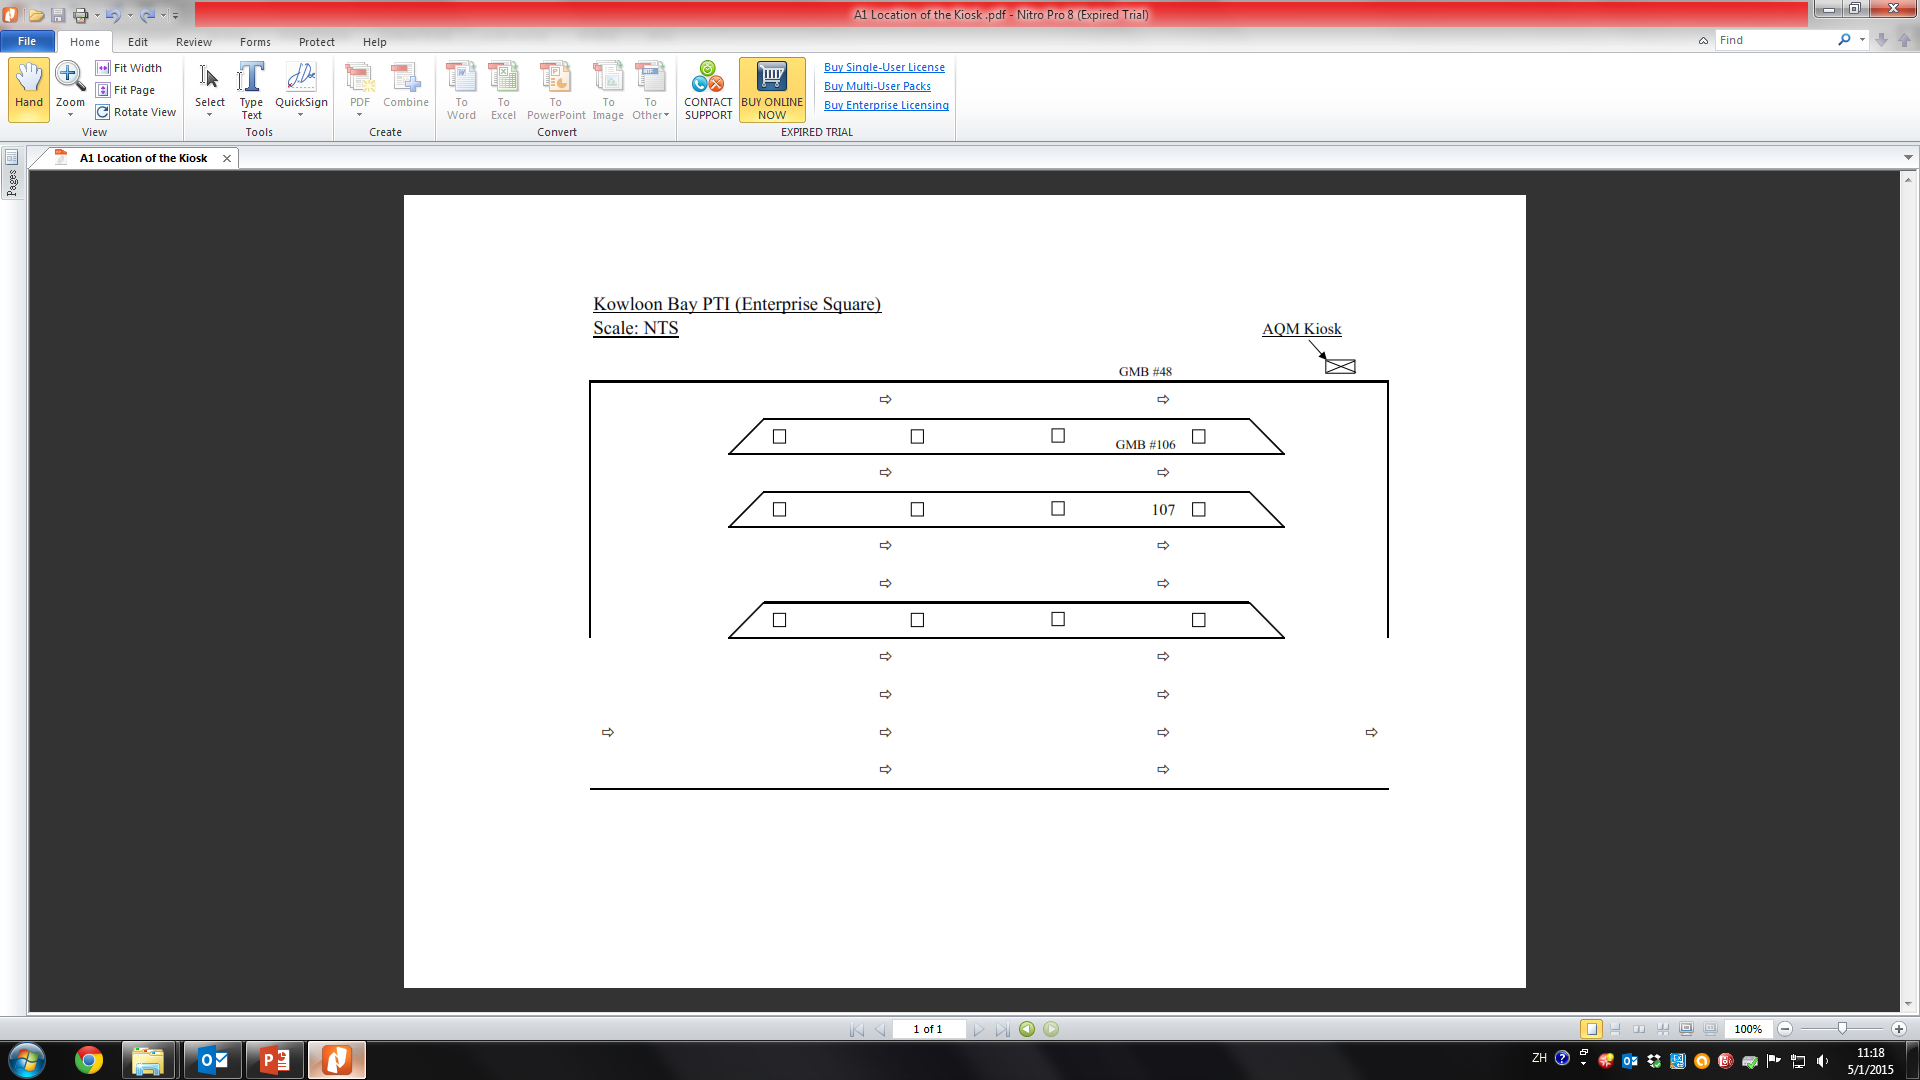 A1 Location of the Kiosk .pdf - Nitro Pro 8 (Expired Trial)
File Home Edit Review Forms Protect Help
Find
Hand
Zoom
Fit Width
Fit Page
Rotate View
View
Select
Type Text
QuickSign
Tools
PDF
Combine
Create
To Word
To Excel
To PowerPoint
To Image
To Other
Convert
CONTACT SUPPORT
BUY ONLINE NOW
Buy Single-User License
Buy Multi-User Packs
Buy Enterprise Licensing
EXPIRED TRIAL
A1 Location of the Kiosk
Pages
Kowloon Bay PTI (Enterprise Square)
Scale: NTS
AQM Kiosk
GMB #48
GMB #106
107
1 of 1
100%
ZH
11:18
5/1/2015